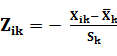 Z_ik = − (X_ik − X̄_k) / S_k